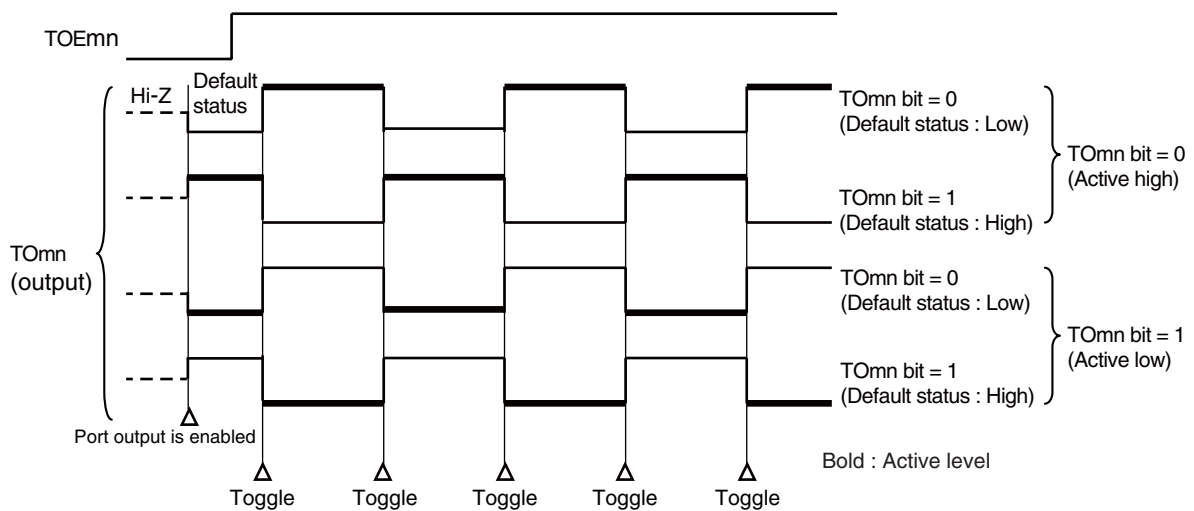 TOEmn
Hi-Z
Default
status
TOmn
(output)
TOmn bit = 0
(Default status : Low)
TOmn bit = 1
(Default status : High)
TOmn bit = 0
(Active high)
TOmn bit = 0
(Default status : Low)
TOmn bit = 1
(Default status : High)
TOmn bit = 1
(Active low)
Port output is enabled
Bold : Active level
Toggle
Toggle
Toggle
Toggle
Toggle